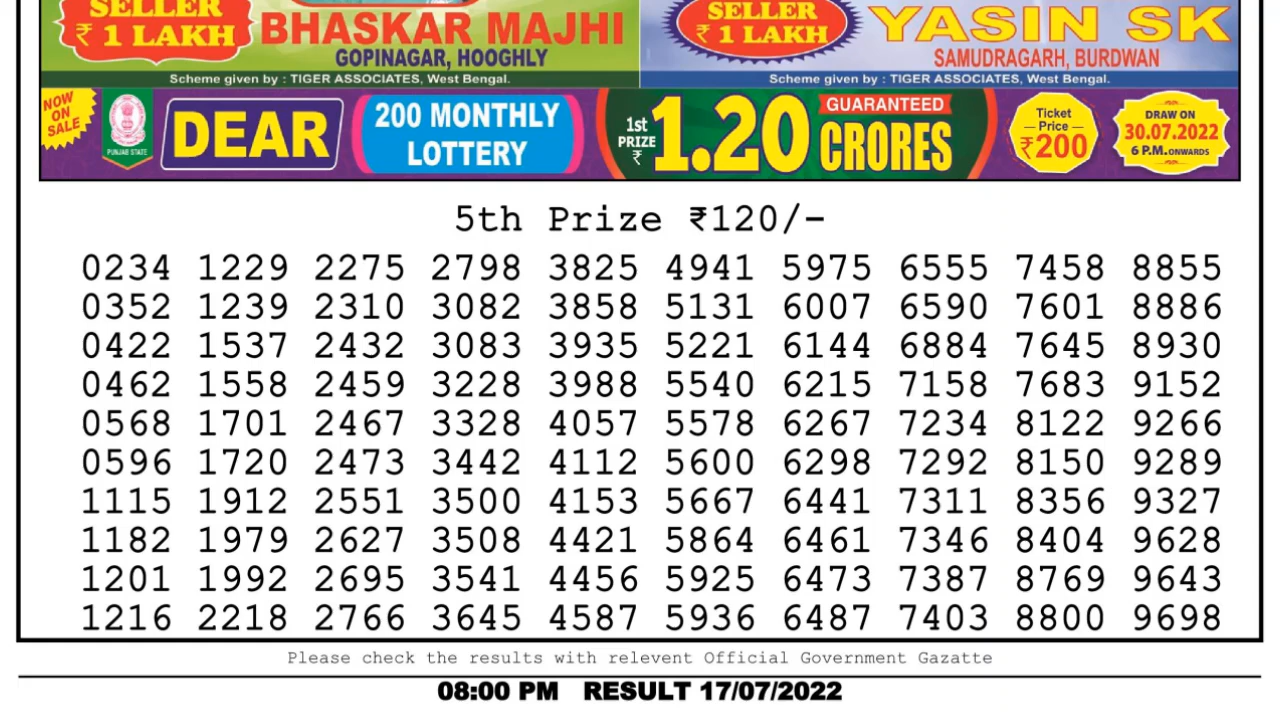 SELLER
₹ 1 LAKH
BHASKAR MAJHI
GOPINAGAR, HOOGHLY
Scheme given by : TIGER ASSOCIATES, West Bengal.
SELLER
₹ 1 LAKH
YASIN SK
SAMUDRAGARH, BURDWAN
Scheme given by : TIGER ASSOCIATES, West Bengal.
NOW
ON
SALE
PUNJAB STATE
DEAR
200 MONTHLY
LOTTERY
1st
PRIZE
₹
1.20
GUARANTEED
CRORES
Ticket
Price
₹200
DRAW ON
30.07.2022
6 P.M. ONWARDS
5th Prize ₹120/-
0234 1229 2275 2798 3825 4941 5975 6555 7458 8855
0352 1239 2310 3082 3858 5131 6007 6590 7601 8886
0422 1537 2432 3083 3935 5221 6144 6884 7645 8930
0462 1558 2459 3228 3988 5540 6215 7158 7683 9152
0568 1701 2467 3328 4057 5578 6267 7234 8122 9266
0596 1720 2473 3442 4112 5600 6298 7292 8150 9289
1115 1912 2551 3500 4153 5667 6441 7311 8356 9327
1182 1979 2627 3508 4421 5864 6461 7346 8404 9628
1201 1992 2695 3541 4456 5925 6473 7387 8769 9643
1216 2218 2766 3645 4587 5936 6487 7403 8800 9698
Please check the results with relevent Official Government Gazatte
08:00 PM RESULT 17/07/2022